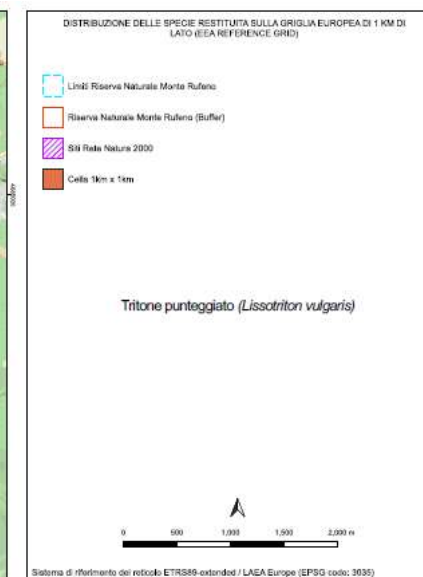 DISTRIBUZIONE DELLE SPECIE RESTITUITA SULLA GRIGLIA EUROPEA DI 1 KM DI
LATO (EEA REFERENCE GRID)
Limiti Riserva Naturale Monte Rufeno
Riserva Naturale Monte Rufeno (Buffer)
Siti Rete Natura 2000
Cella 1km x 1km
Tritone punteggiato (Lissotriton vulgaris)
0 500 1,000 1,500 2,000 m
Sistema di riferimento del reticolo ETRS89-extended / LAEA Europe (EPSG code: 3035)